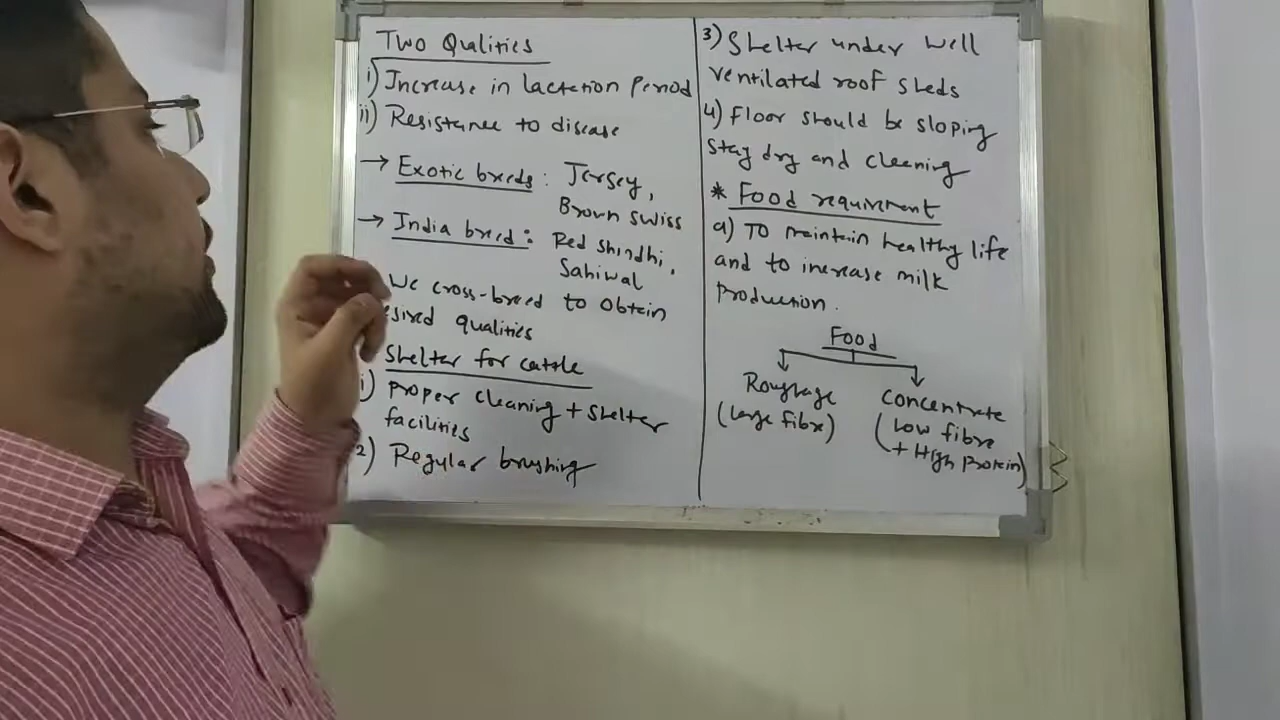 Two Qualities
i) Increase in lactation period
ii) Resistance to disease
→ Exotic breeds: Jersey,
Brown Swiss
→ India breed: Red Shindhi,
Sahiwal
We cross-breed to obtain
esired qualities
Shelter for cattle
1) Proper cleaning + Shelter
facilities
2) Regular brushing
3) Shelter under well
ventilated roof sheds
4) Floor should be sloping
stay dry and cleaning
* Food requirement
a) To maintain healthy life
and to increase milk
production.
Food
Roughage
(large fibre)
Concentrate
(Low fibre
+ High protein)